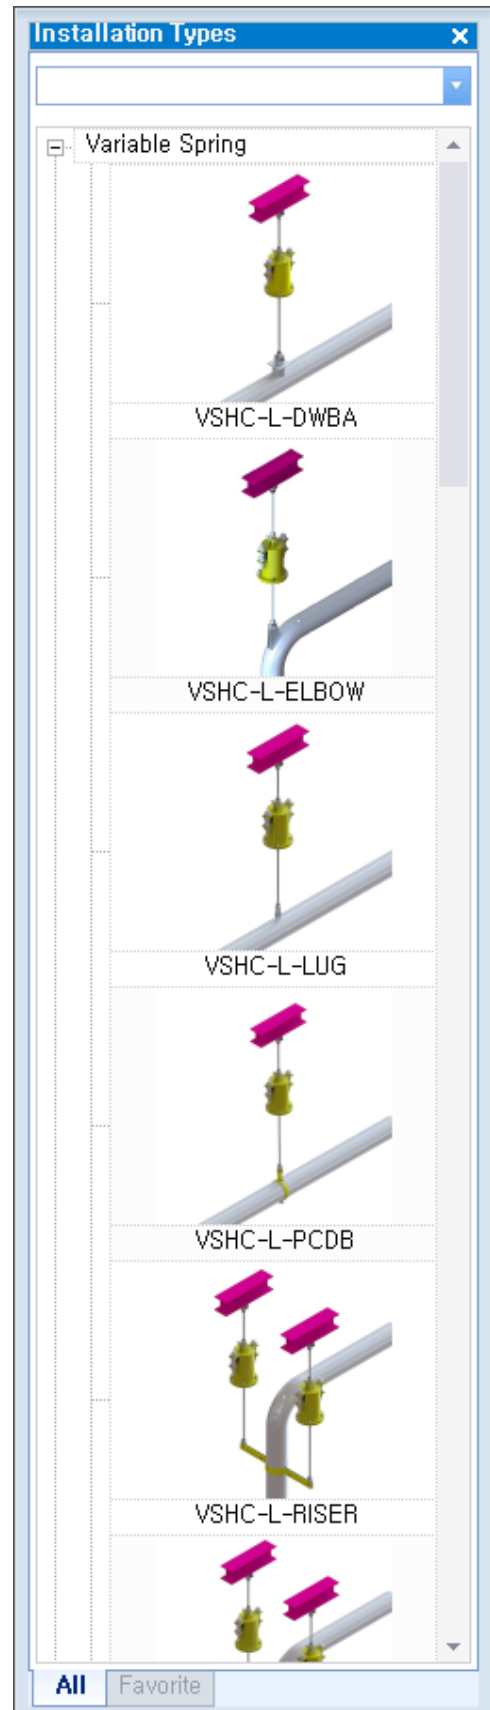 Installation Types
Variable Spring
VSHC-L-DWBA
VSHC-L-ELBOW
VSHC-L-LUG
VSHC-L-PCDB
VSHC-L-RISER
All
Favorite